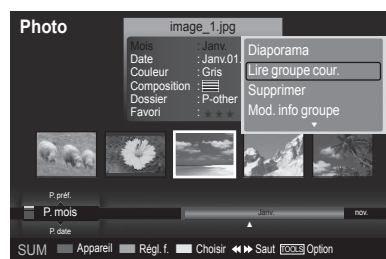 Photo
image_1.jpg
Mois : Janv.
Date : Janv.01.
Couleur : Gris
Composition :
Dossier : P-other
Favori : ★★★
Diaporama
Lire groupe cour.
Supprimer
Mod. info groupe
P. préf.
P. mois
P. date
Janv.
nov.
SUM Appareil Régl. f. Choisir Saut TOOLS Option